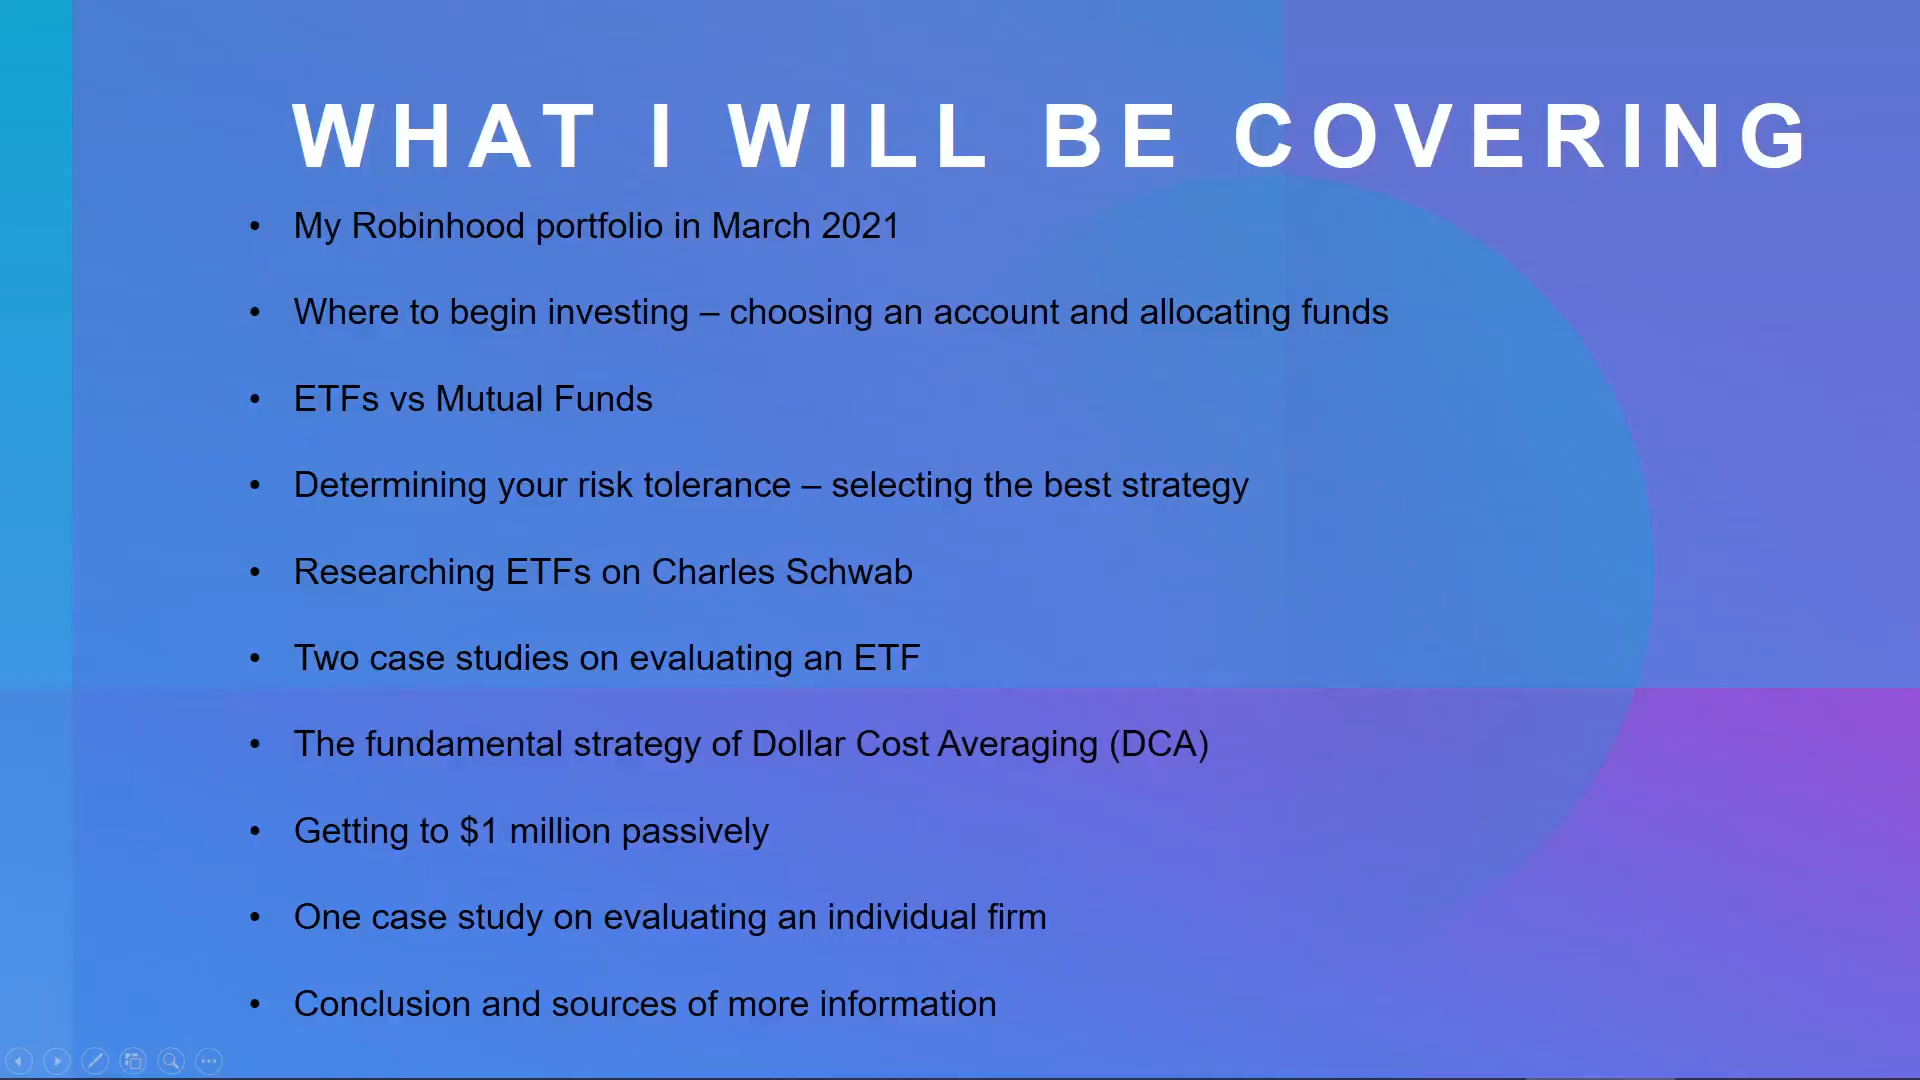 WHAT I WILL BE COVERING
• My Robinhood portfolio in March 2021
• Where to begin investing – choosing an account and allocating funds
• ETFs vs Mutual Funds
• Determining your risk tolerance – selecting the best strategy
• Researching ETFs on Charles Schwab
• Two case studies on evaluating an ETF
• The fundamental strategy of Dollar Cost Averaging (DCA)
• Getting to $1 million passively
• One case study on evaluating an individual firm
• Conclusion and sources of more information